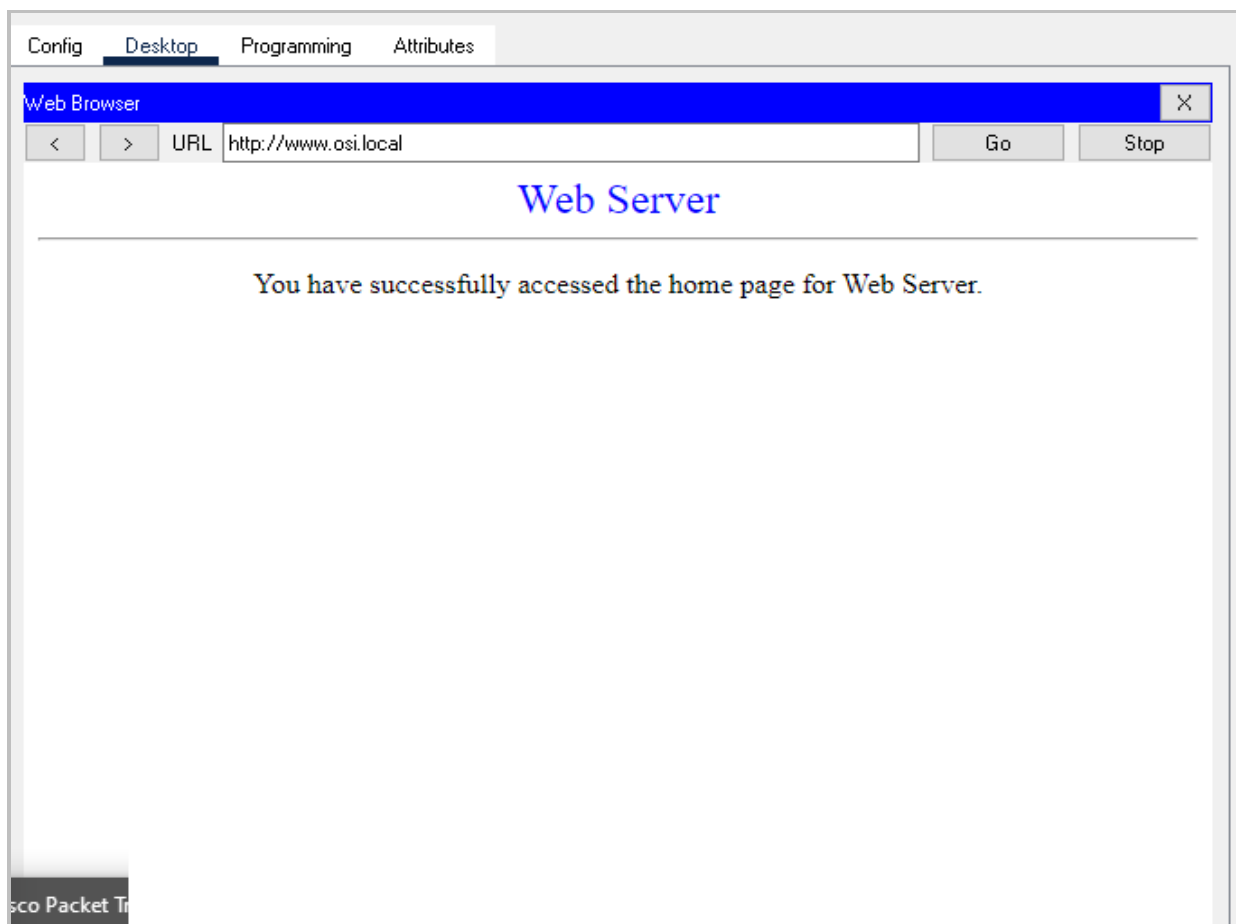 Config Desktop Programming Attributes
Web Browser X
< > URL http://www.osi.local Go Stop
Web Server
You have successfully accessed the home page for Web Server.
sco Packet Tr